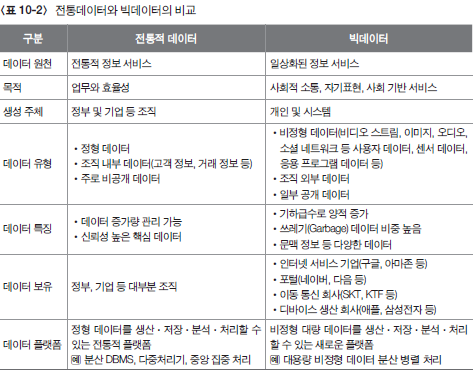 〈표 10-2〉 전통데이터와 빅데이터의 비교
구분 전통적 데이터 빅데이터
데이터 원천 전통적 정보 서비스 일상화된 정보 서비스
목적 업무와 효율성 사회적 소통, 자기표현, 사회 기반 서비스
생성 주체 정부 및 기업 등 조직 개인 및 시스템
데이터 유형
• 정형 데이터
• 조직 내부 데이터(고객 정보, 거래 정보 등)
• 주로 비공개 데이터
• 비정형 데이터(비디오 스트림, 이미지, 오디오,
소셜 네트워크 등 사용자 데이터, 센서 데이터,
응용 프로그램 데이터 등)
• 조직 외부 데이터
• 일부 공개 데이터
데이터 특징
• 데이터 증가량 관리 가능
• 신뢰성 높은 핵심 데이터
• 기하급수로 양적 증가
• 쓰레기(Garbage) 데이터 비중 높음
• 문맥 정보 등 다양한 데이터
데이터 보유
정부, 기업 등 대부분 조직
• 인터넷 서비스 기업(구글, 아마존 등)
• 포털(네이버, 다음 등)
• 이동 통신 회사(SKT, KTF 등)
• 디바이스 생산 회사(애플, 삼성전자 등)
데이터 플랫폼
정형 데이터를 생산·저장·분석·처리할 수
있는 전통적 플랫폼
예 분산 DBMS, 다중처리기, 중앙 집중 처리
비정형 대량 데이터를 생산·저장·분석·처리
할 수 있는 새로운 플랫폼
예 대용량 비정형 데이터 분산 병렬 처리